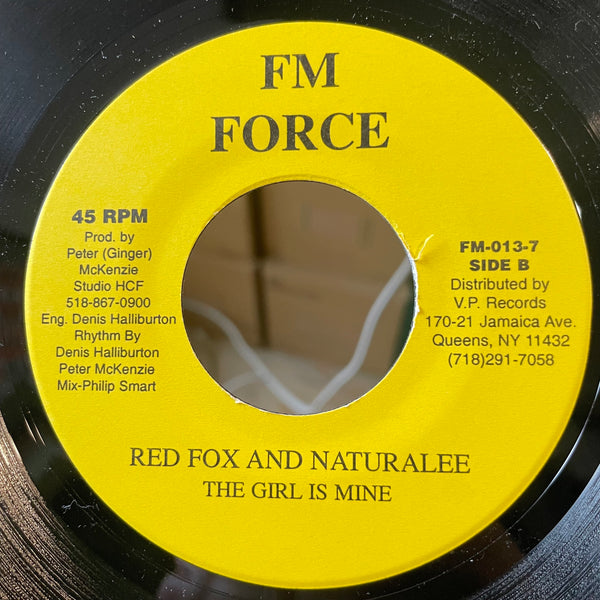 FM
FORCE
45 RPM
Prod. by
Peter (Ginger)
McKenzie
Studio HCF
518-867-0900
Eng. Denis Halliburton
Rhythm By
Denis Halliburton
Peter McKenzie
Mix-Philip Smart
FM-013-7
SIDE B
Distributed by
V.P. Records
170-21 Jamaica Ave.
Queens, NY 11432
(718)291-7058
RED FOX AND NATURALEE
THE GIRL IS MINE